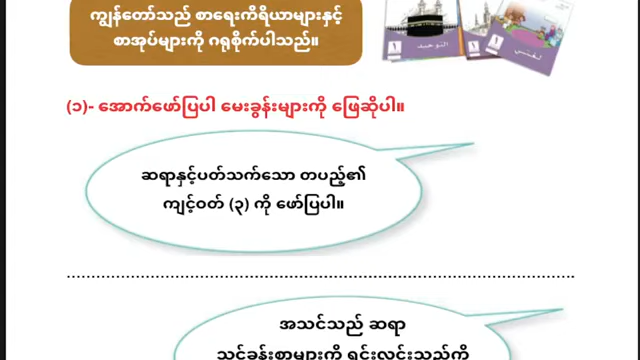 ကျွန်တော်သည် စာရေးကိရိယာများနှင့်
စာအုပ်များကို ဂရုစိုက်ပါသည်။
التوحيد
نفسي
(၁)- အောက်ဖော်ပြပါ မေးခွန်းများကို ဖြေဆိုပါ။
ဆရာနှင့်ပတ်သက်သော တပည့်၏
ကျင့်ဝတ် (၃) ကို ဖော်ပြပါ။
အသင်သည် ဆရာ
သင်ခန်းစာများကို ရှင်းလင်းသည်ကို